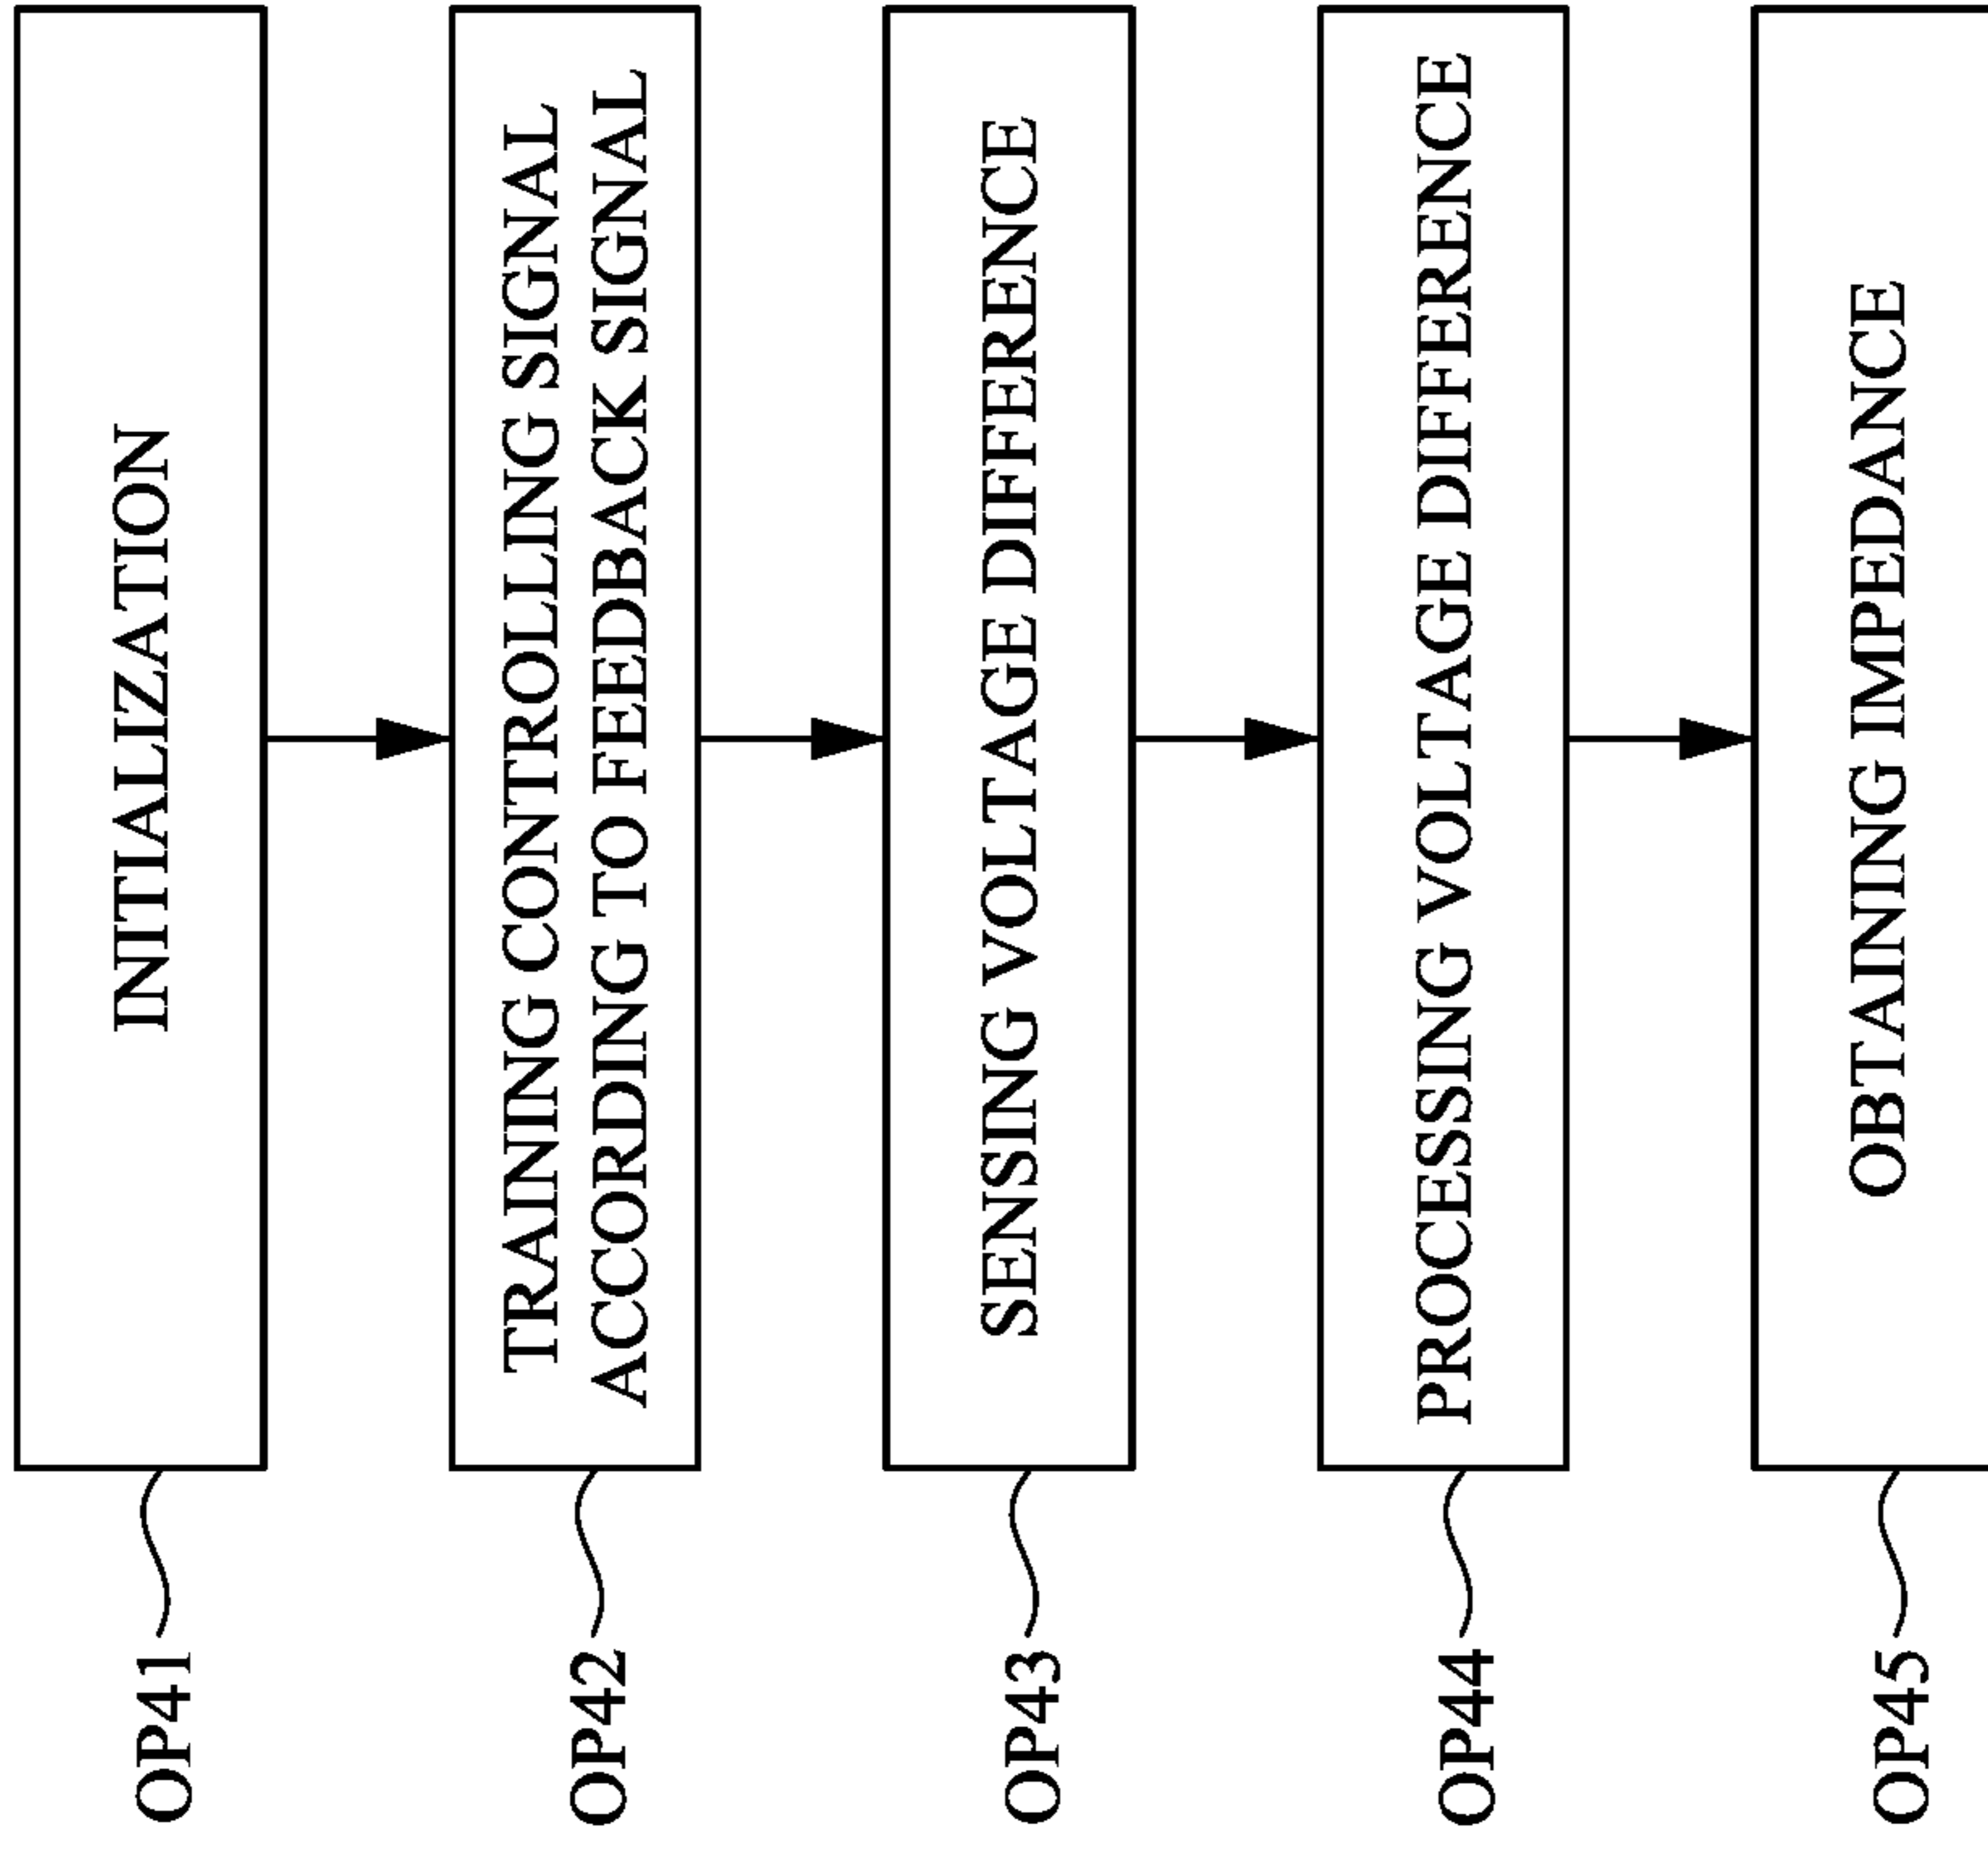 INITIALIZATION
OP41
TRAINING CONTROLLING SIGNAL
ACCORDING TO FEEDBACK SIGNAL
OP42
SENSING VOLTAGE DIFFERENCE
OP43
PROCESSING VOLTAGE DIFFERENCE
OP44
OBTAINING IMPEDANCE
OP45